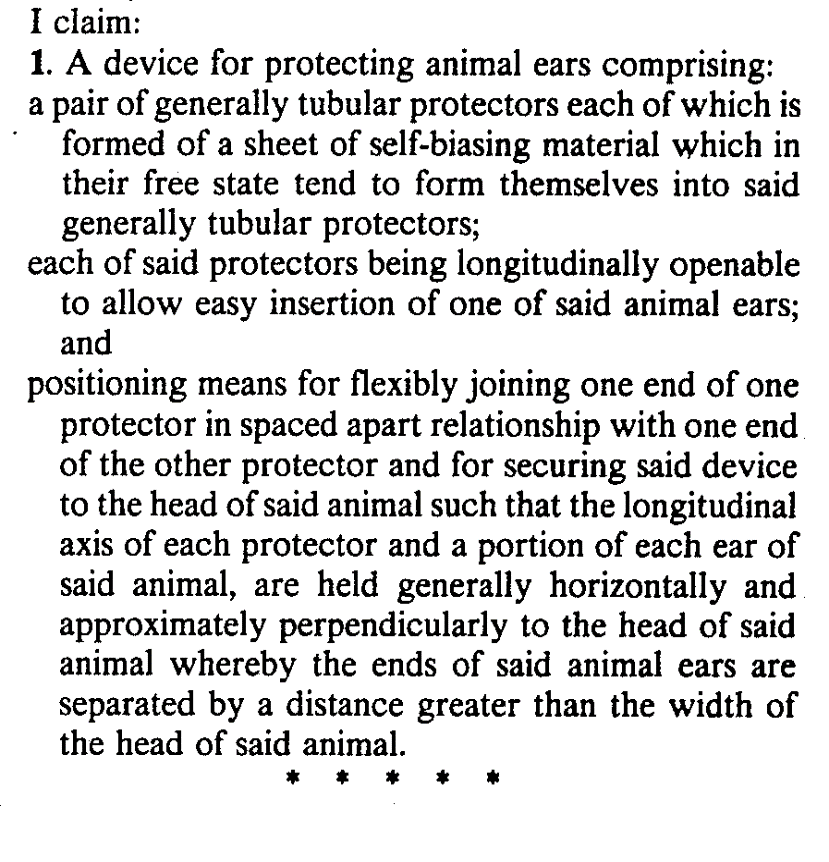 I claim:
1. A device for protecting animal ears comprising:
a pair of generally tubular protectors each of which is
formed of a sheet of self-biasing material which in
their free state tend to form themselves into said
generally tubular protectors;
each of said protectors being longitudinally openable
to allow easy insertion of one of said animal ears;
and
positioning means for flexibly joining one end of one
protector in spaced apart relationship with one end
of the other protector and for securing said device
to the head of said animal such that the longitudinal
axis of each protector and a portion of each ear of
said animal, are held generally horizontally and
approximately perpendicularly to the head of said
animal whereby the ends of said animal ears are
separated by a distance greater than the width of
the head of said animal.
* * * * *